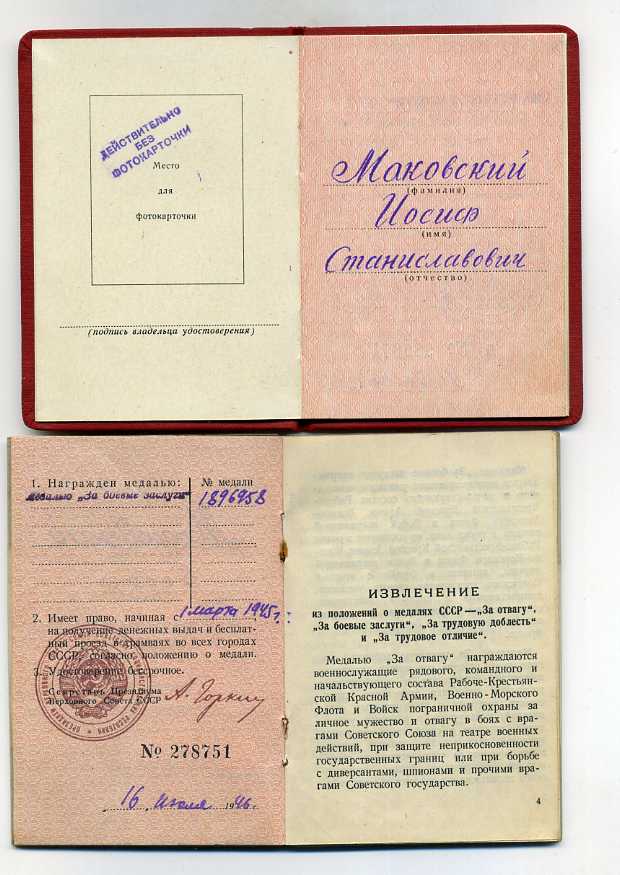 ДЕЙСТВИТЕЛЬНО
БЕЗ
ФОТОКАРТОЧКИ
Место
для
фотокарточки
(подпись владельца удостоверения)
Маковский
(фамилия)
Иосиф
(имя)
Станиславович
(отчество)
1. Награжден медалью:
медалью „За боевые заслуги“
№ медали
1896958
2. Имеет право, начиная с 1 марта 1945 г.:
на получение денежных выдач и бесплат-
ный проезд в трамваях во всех городах
СССР, согласно положению о медали.
3. Удостоверение бессрочное.
Секретарь Президиума
Верховного Совета СССР
А. Горкин
№ 278751
16 июля 1946 г.
ИЗВЛЕЧЕНИЕ
из положений о медалях СССР—„За отвагу“,
„За боевые заслуги“, „За трудовую доблесть“
и „За трудовое отличие“.
Медалью „За отвагу“ награждаются
военнослужащие рядового, командного и
начальствующего состава Рабоче-Крестьян-
ской Красной Армии, Военно-Морского
Флота и Войск пограничной охраны за
личное мужество и отвагу в боях с вра-
гами Советского Союза на театре военных
действий, при защите неприкосновенности
государственных границ или при борьбе
с диверсантами, шпионами и прочими вра-
гами Советского государства.
4